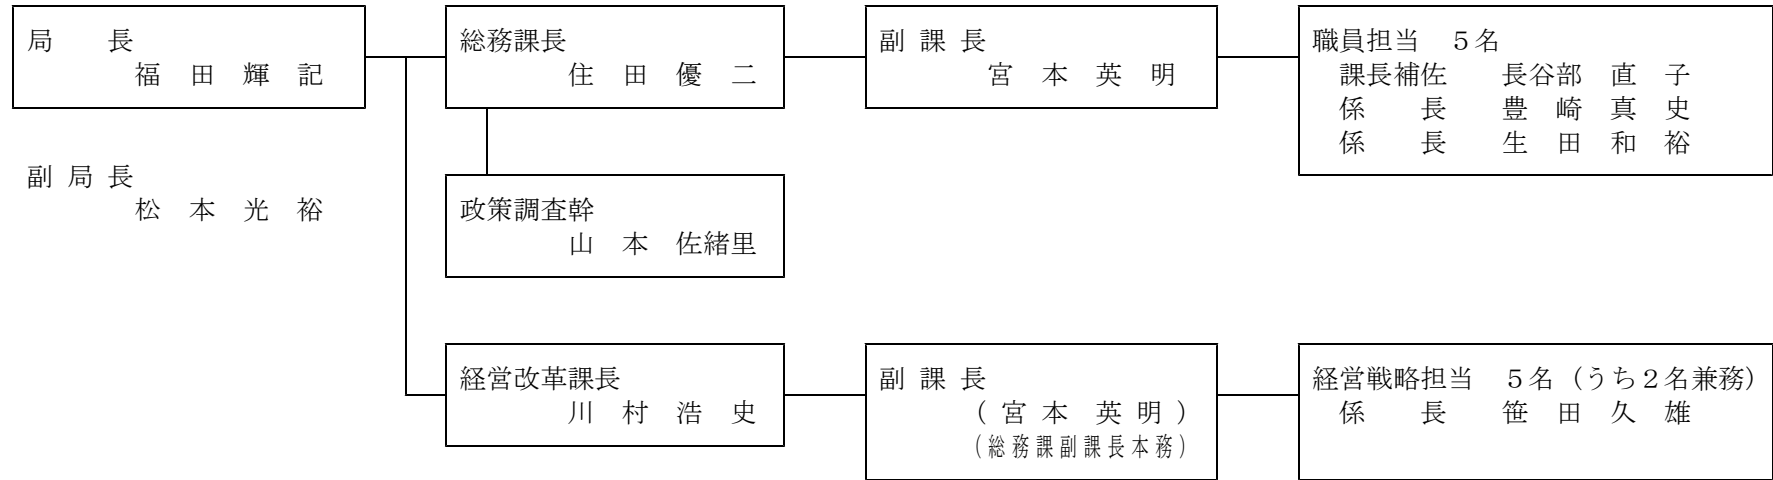 局　　長
福　田　輝　記
副 局 長
松　本　光　裕
総務課長
住　田　優　二
政策調査幹
山　本　佐緒里
経営改革課長
川　村　浩　史
副 課 長
宮　本　英　明
副 課 長
（ 宮 本　英 明 ）
（総務課副課長本務）
職員担当　５名
課長補佐　　長谷部　直　子
係　　長　　豊　崎　真　史
係　　長　　生　田　和　裕
経営戦略担当　５名（うち２名兼務）
係　　長　　笹　田　久　雄